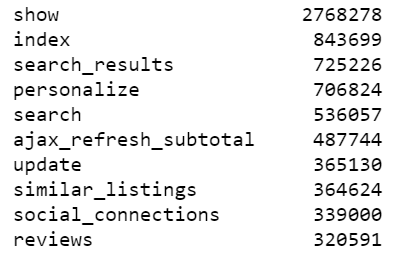 show 2768278
index 843699
search_results 725226
personalize 706824
search 536057
ajax_refresh_subtotal 487744
update 365130
similar_listings 364624
social_connections 339000
reviews 320591